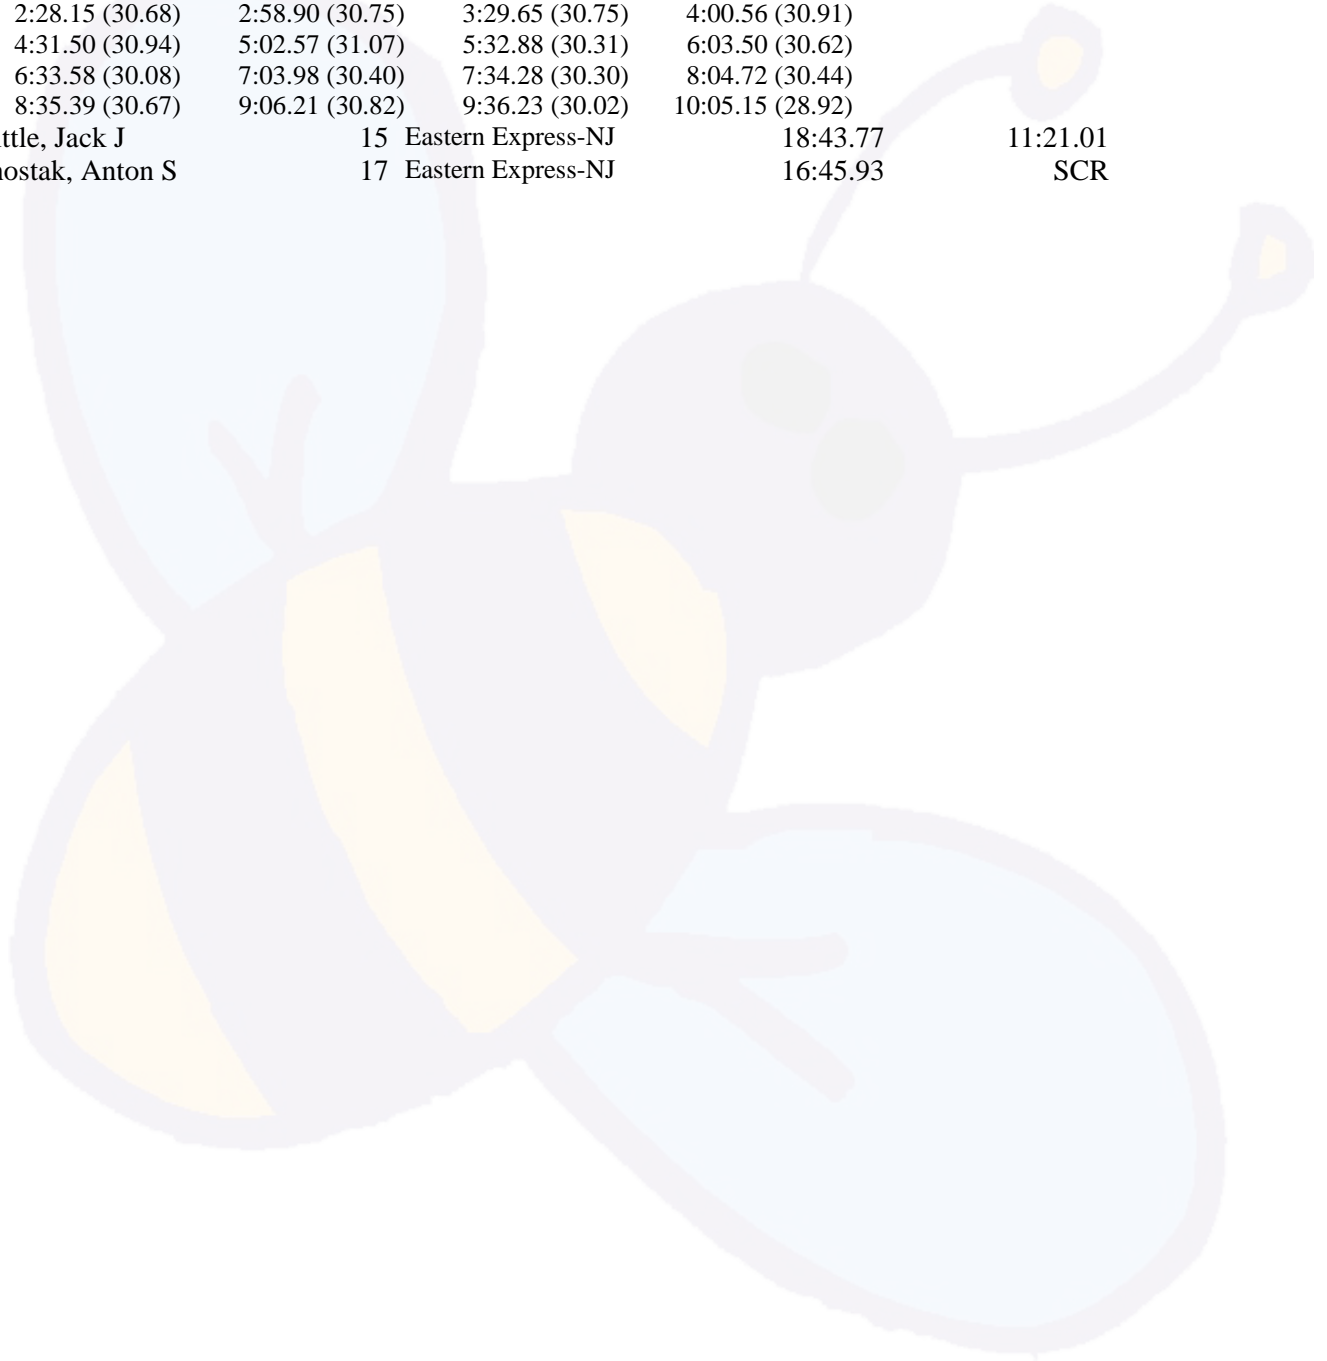 2:28.15 (30.68) 2:58.90 (30.75) 3:29.65 (30.75) 4:00.56 (30.91)
4:31.50 (30.94) 5:02.57 (31.07) 5:32.88 (30.31) 6:03.50 (30.62)
6:33.58 (30.08) 7:03.98 (30.40) 7:34.28 (30.30) 8:04.72 (30.44)
8:35.39 (30.67) 9:06.21 (30.82) 9:36.23 (30.02) 10:05.15 (28.92)
ttle, Jack J 15 Eastern Express-NJ 18:43.77 11:21.01
nostak, Anton S 17 Eastern Express-NJ 16:45.93 SCR